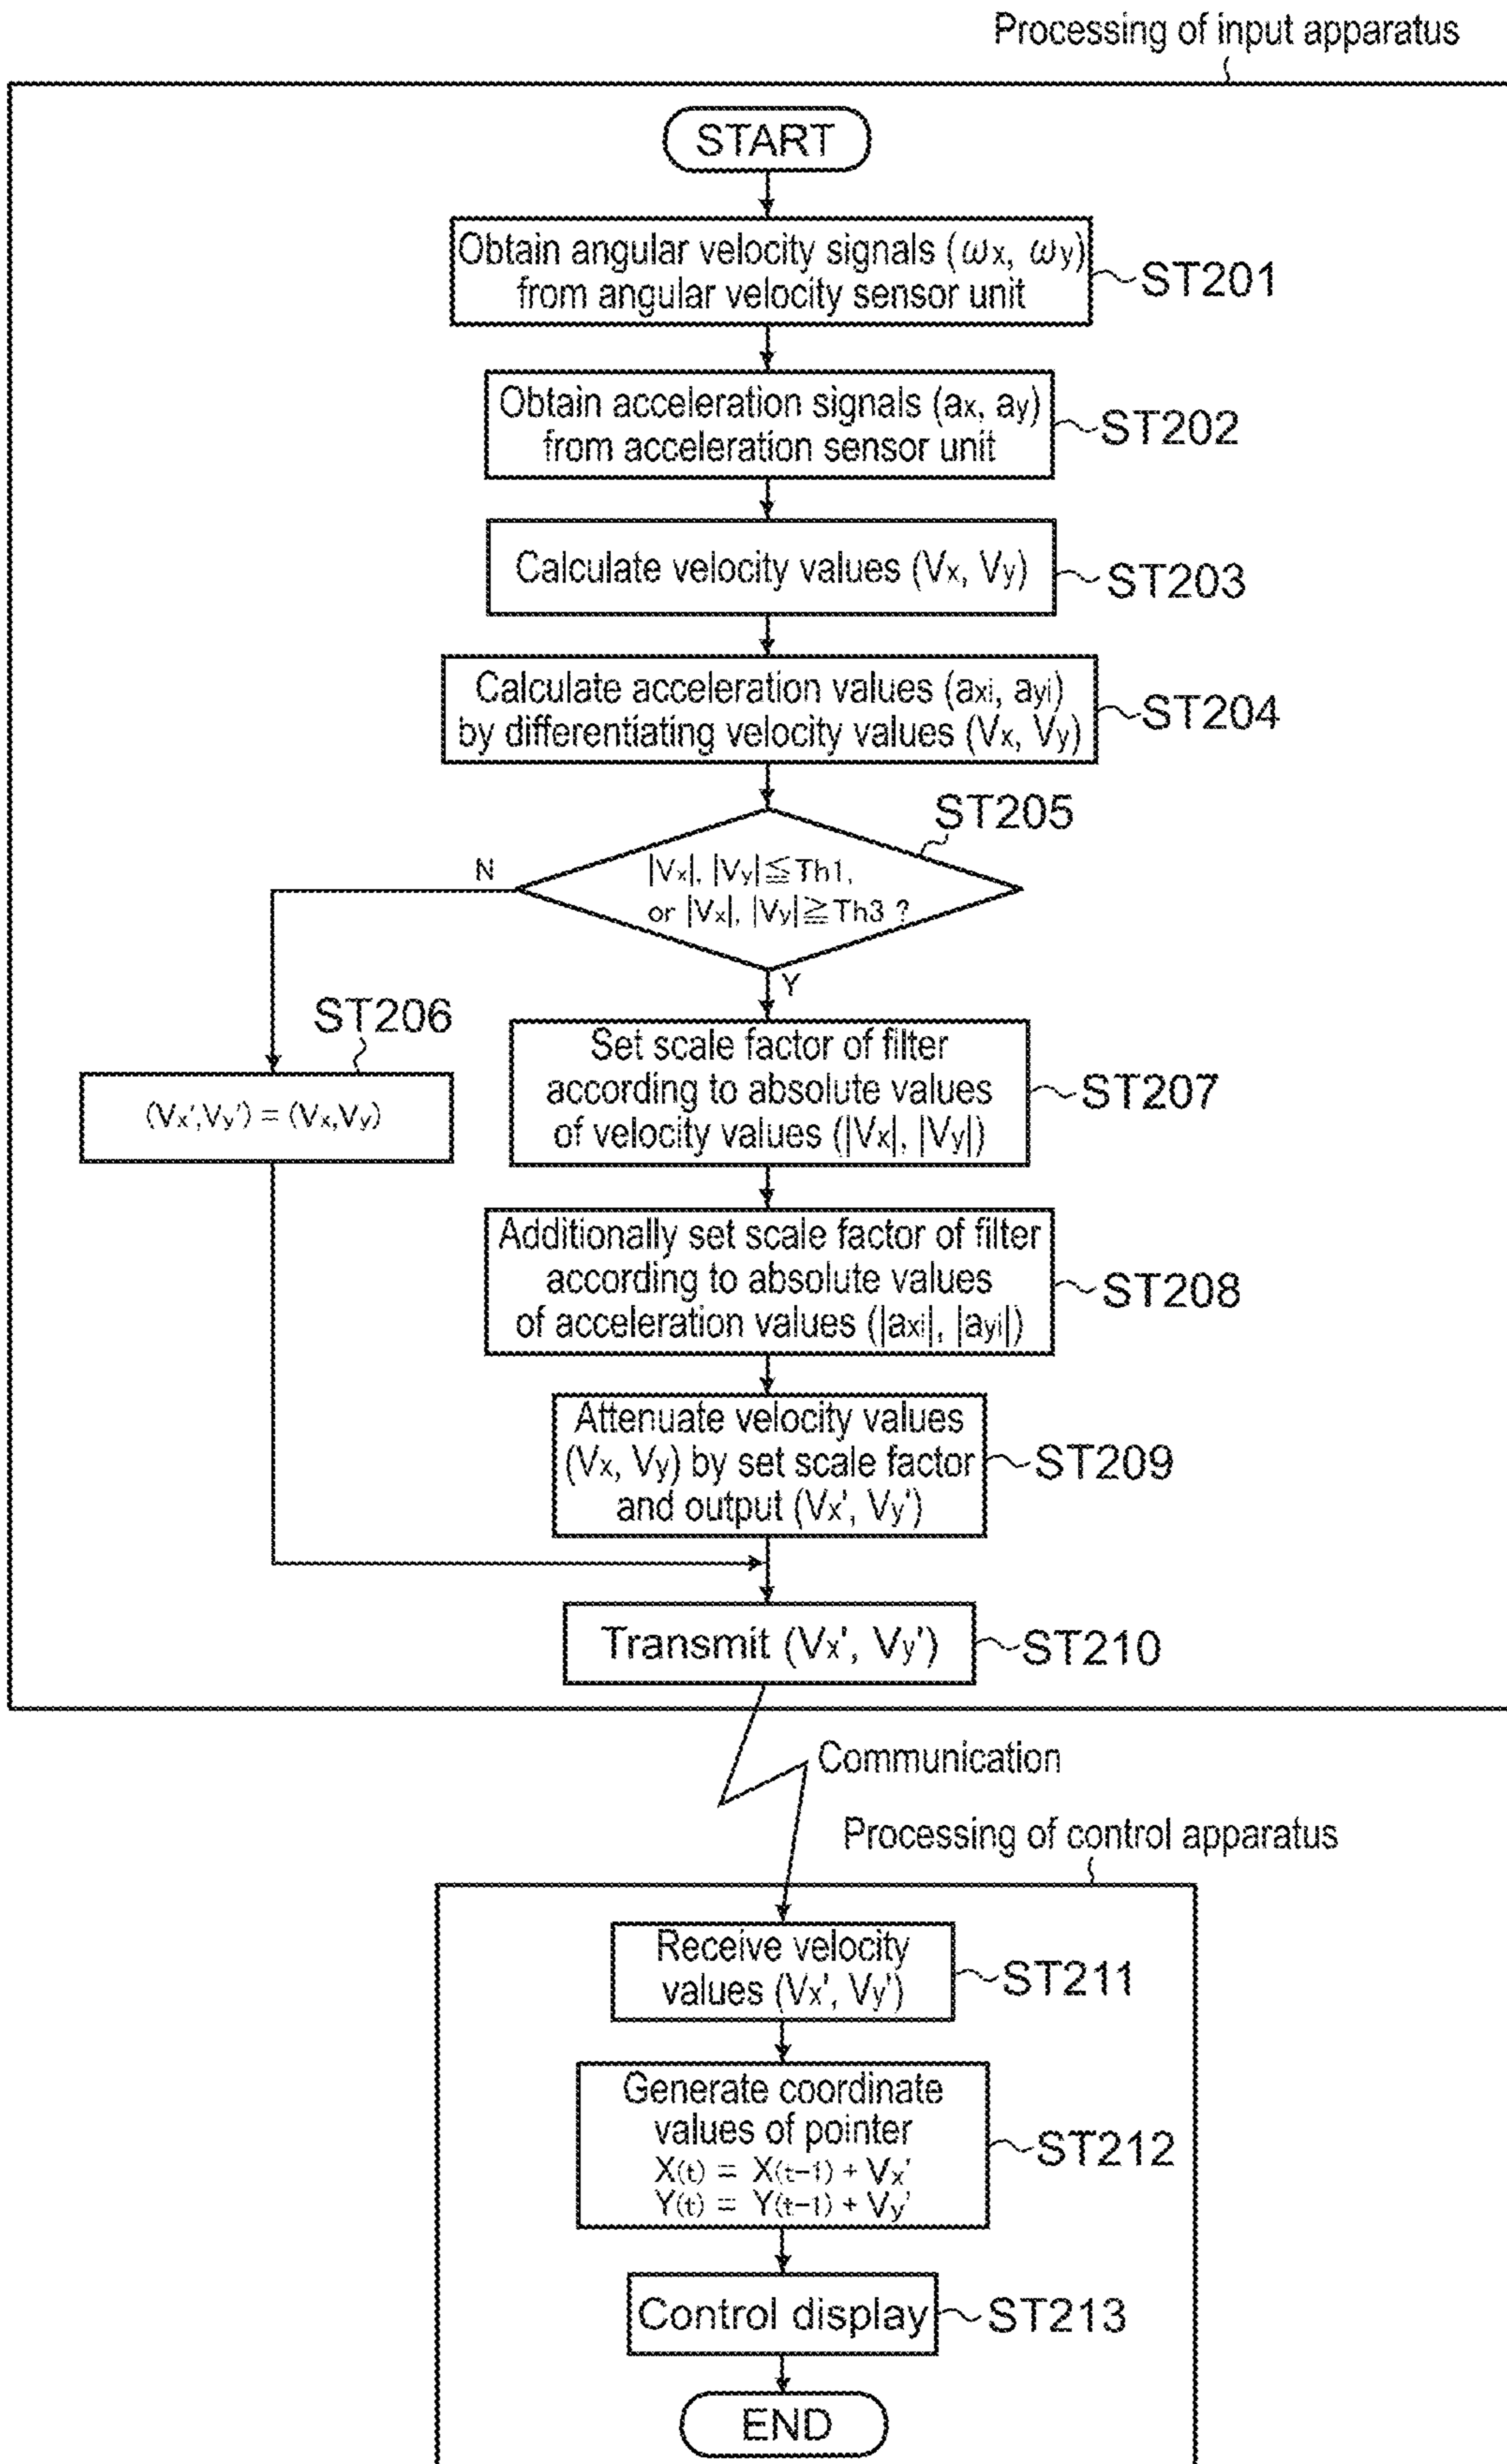 Processing of input apparatus
START
Obtain angular velocity signals (ωx, ωy)
from angular velocity sensor unit
ST201
Obtain acceleration signals (ax, ay)
from acceleration sensor unit
ST202
Calculate velocity values (Vx, Vy)
ST203
Calculate acceleration values (axi, ayi)
by differentiating velocity values (Vx, Vy)
ST204
ST205
|Vx|, |Vy|≦Th1,
or |Vx|, |Vy|≧Th3 ?
N
Y
ST206
(Vx',Vy') = (Vx,Vy)
Set scale factor of filter
according to absolute values
of velocity values (|Vx|, |Vy|)
ST207
Additionally set scale factor of filter
according to absolute values
of acceleration values (|axi|, |ayi|)
ST208
Attenuate velocity values
(Vx, Vy) by set scale factor
and output (Vx', Vy')
ST209
Transmit (Vx', Vy')
ST210
Communication
Processing of control apparatus
Receive velocity
values (Vx', Vy')
ST211
Generate coordinate
values of pointer
X(t) = X(t-1) + Vx'
Y(t) = Y(t-1) + Vy'
ST212
Control display
ST213
END